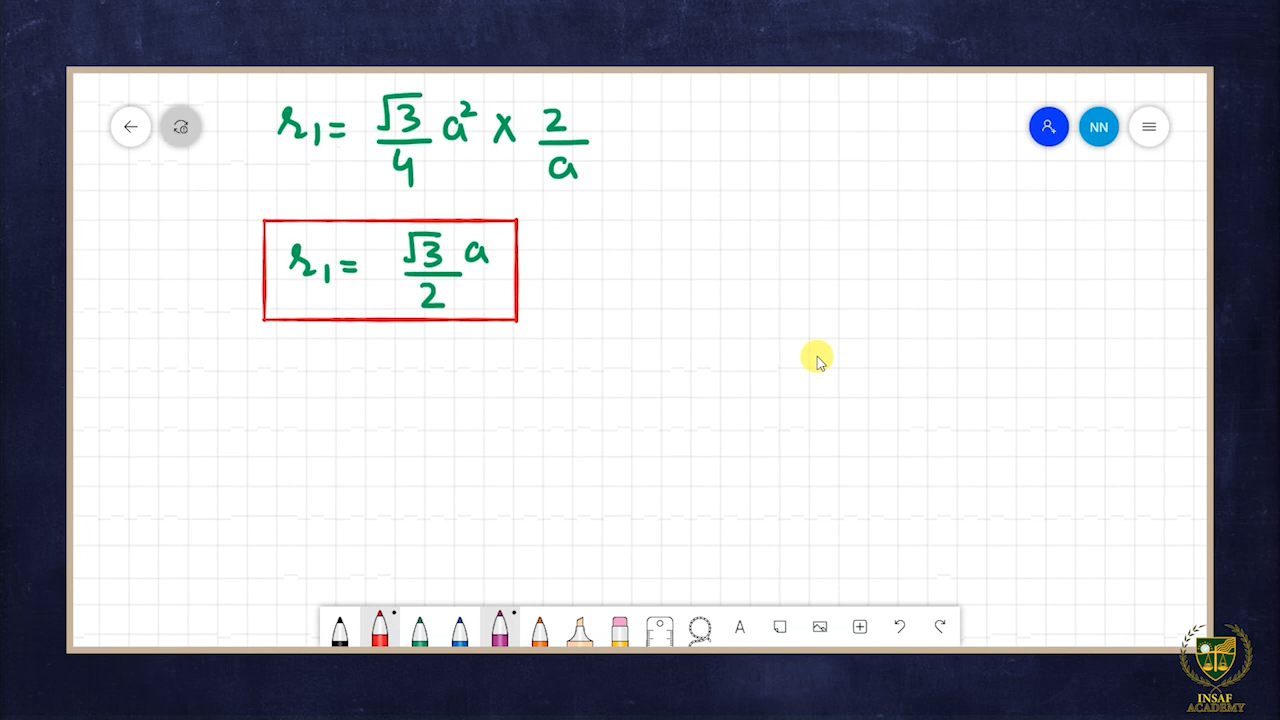 r₁ = √3/4 a² × 2/a
NN
r₁ = √3/2 a
A
INSAF
ACADEMY